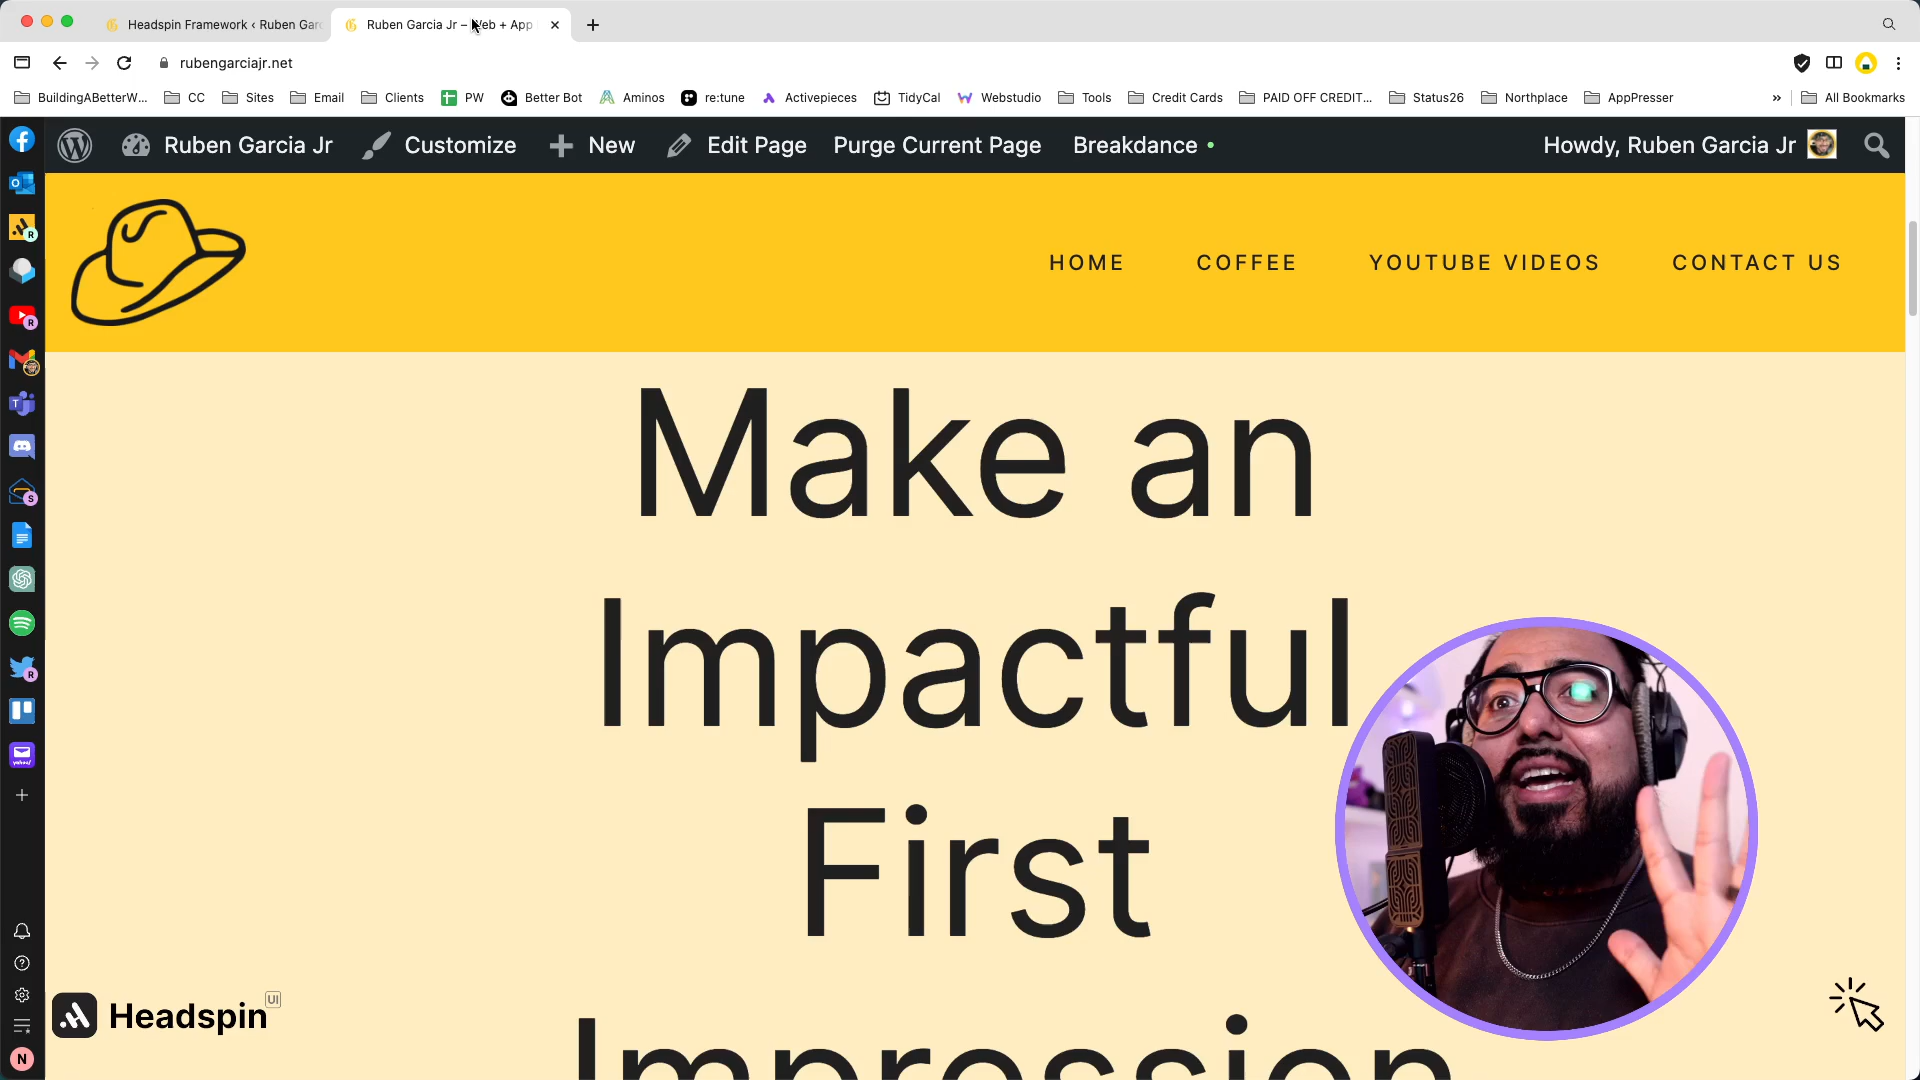 Headspin Framework ‹ Ruben Garc
Ruben Garcia Jr – Web + App
rubengarciajr.net
BuildingABetterW...
CC
Sites
Email
Clients
PW
Better Bot
Aminos
re:tune
Activepieces
TidyCal
Webstudio
Tools
Credit Cards
PAID OFF CREDIT...
Status26
Northplace
AppPresser
»
All Bookmarks
Ruben Garcia Jr
Customize
New
Edit Page
Purge Current Page
Breakdance
Howdy, Ruben Garcia Jr
HOME
COFFEE
YOUTUBE VIDEOS
CONTACT US
Make an
Impactful
First
Impression
Headspin UI
R
R
S
R
yahoo!
N